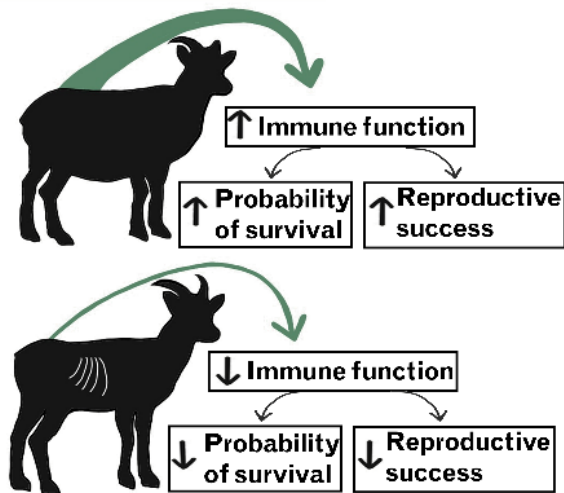 ↑ Immune function
↑ Probability
of survival
↑ Reproductive
success
↓ Immune function
↓ Probability
of survival
↓ Reproductive
success